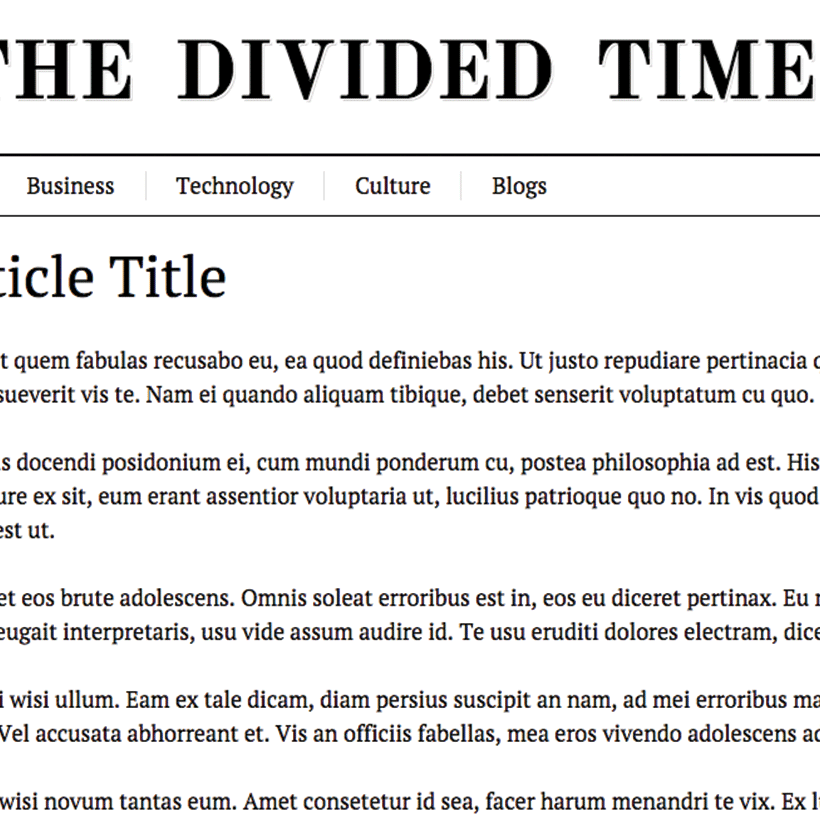 THE DIVIDED TIME
Business Technology Culture Blogs
ticle Title
t quem fabulas recusabo eu, ea quod definiebas his. Ut justo repudiare pertinacia
sueverit vis te. Nam ei quando aliquam tibique, debet senserit voluptatum cu quo.
s docendi posidonium ei, cum mundi ponderum cu, postea philosophia ad est. His
ure ex sit, eum erant assentior voluptaria ut, lucilius patrioque quo no. In vis quod
est ut.
et eos brute adolescens. Omnis soleat erroribus est in, eos eu diceret pertinax. Eu
eugait interpretaris, usu vide assum audire id. Te usu eruditi dolores electram, dice
i wisi ullum. Eam ex tale dicam, diam persius suscipit an nam, ad mei erroribus ma
Vel accusata abhorreant et. Vis an officiis fabellas, mea eros vivendo adolescens ad
wisi novum tantas eum. Amet consetetur id sea, facer harum menandri te vix. Ex